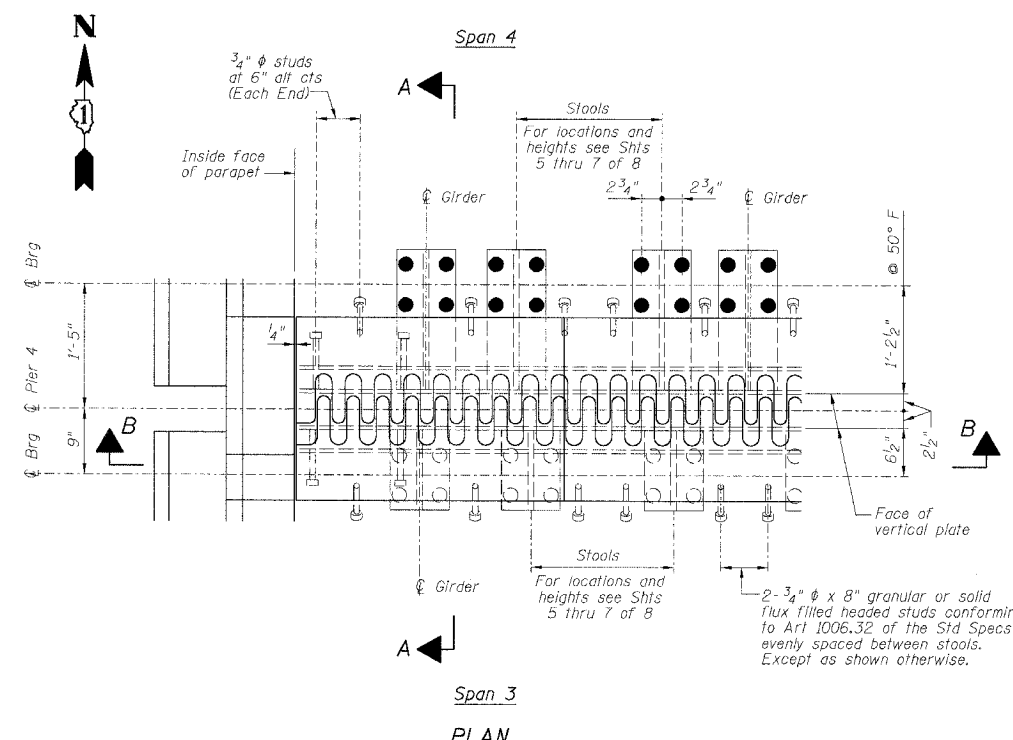 N
1
Span 4
3/4" ϕ studs
at 6" alt cts
(Each End)
A
Stools
For locations and
heights see Shts
5 thru 7 of 8
Inside face
of parapet
℄ Girder
2 3/4"
2 3/4"
℄ Girder
℄ Brg
@ 50° F
1'-5"
1/4"
1'-2 1/2"
℄ Pier 4
B
9"
℄ Brg
6 1/2"
2 1/2"
B
Face of
vertical plate
Stools
℄ Girder
For locations and
heights see Shts
5 thru 7 of 8
2-3/4" ϕ x 8" granular or solid
flux filled headed studs conformin
to Art 1006.32 of the Std Specs
evenly spaced between stools.
Except as shown otherwise.
A
Span 3
PLAN